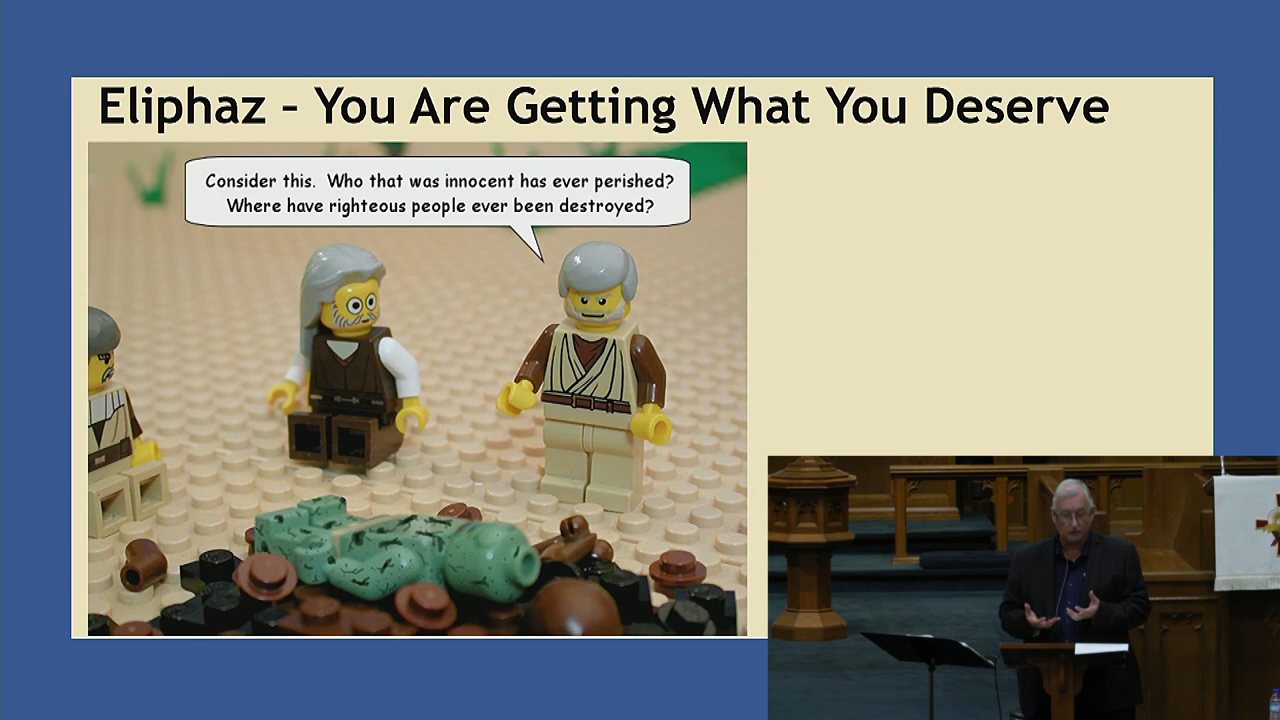 Eliphaz – You Are Getting What You Deserve
Consider this. Who that was innocent has ever perished?
Where have righteous people ever been destroyed?